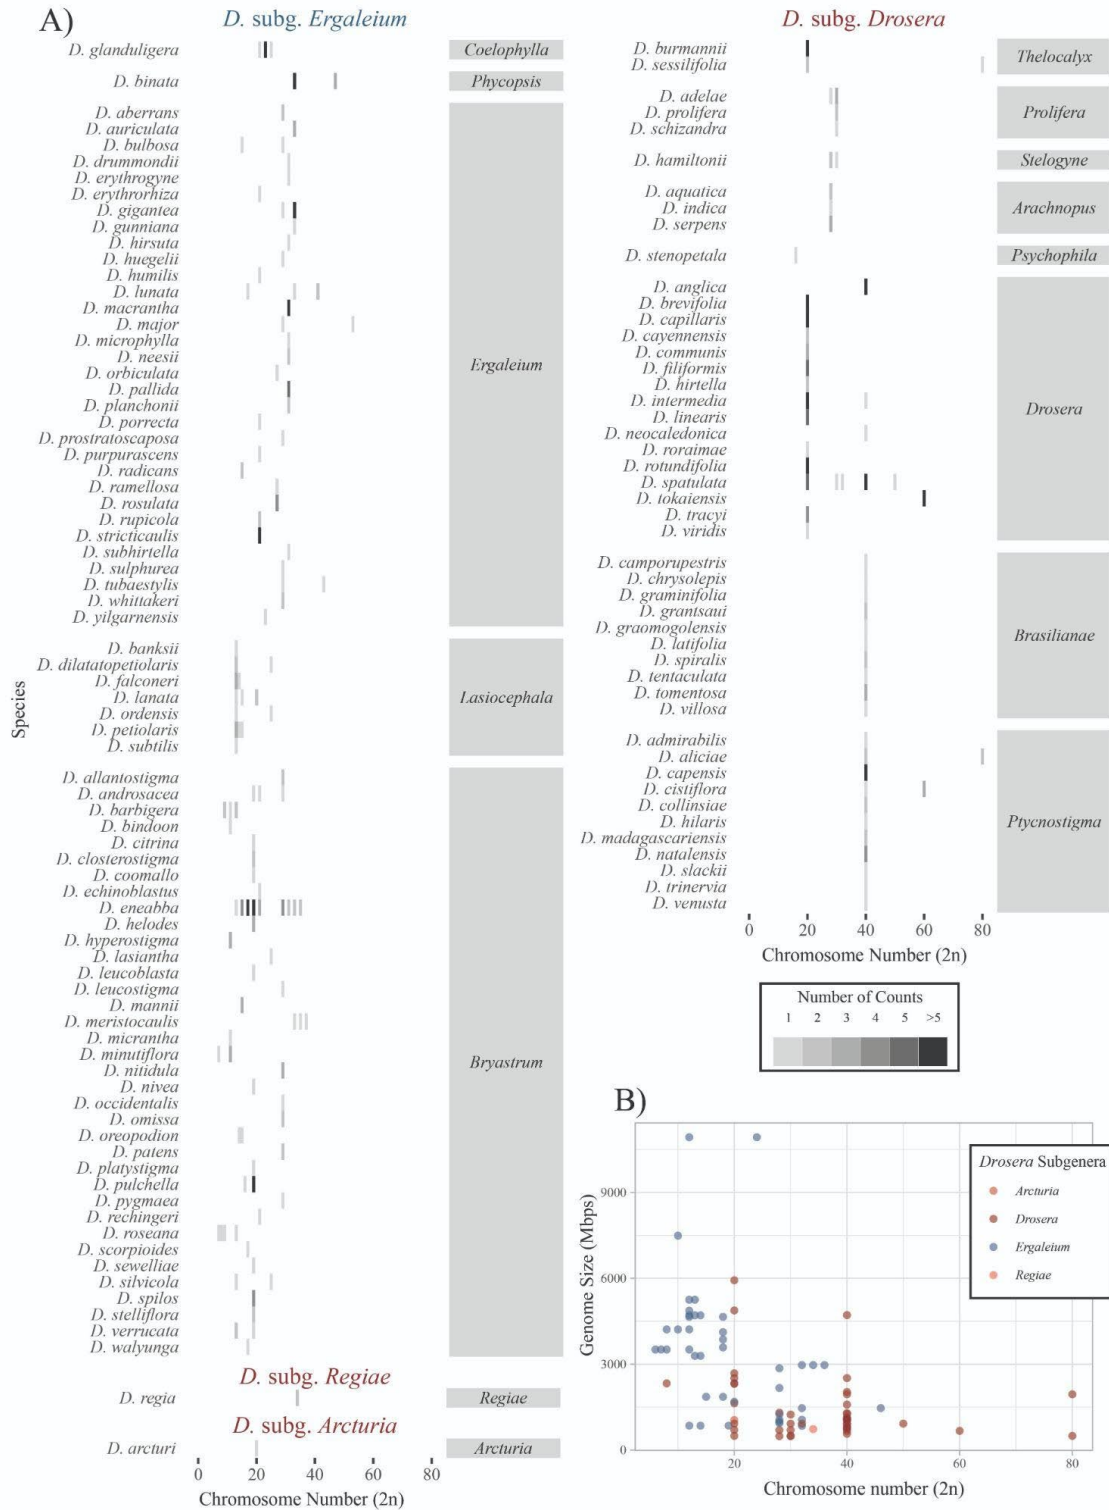 A)
D. subg. Ergaleium
D. glanduligera
Coelophylla
D. binata
Phycopsis
D. aberrans
D. auriculata
D. bulbosa
D. drummondii
D. erythrogyne
D. erythrorhiza
D. gigantea
D. gunniana
D. hirsuta
D. huegelii
D. humilis
D. lunata
D. macrantha
D. major
D. microphylla
D. neesii
D. orbiculata
D. pallida
D. planchonii
D. porrecta
D. prostratoscaposa
D. purpurascens
D. radicans
D. ramellosa
D. rosulata
D. rupicola
D. stricticaulis
D. subhirtella
D. sulphurea
D. tubaestylis
D. whittakeri
D. yilgarnensis
Ergaleium
D. banksii
D. dilatatopetiolaris
D. falconeri
D. lanata
D. ordensis
D. petiolaris
D. subtilis
Lasiocephala
Species
D. allantostigma
D. androsacea
D. barbigera
D. bindoon
D. citrina
D. closterostigma
D. coomallo
D. echinoblastus
D. eneabba
D. helodes
D. hyperostigma
D. lasiantha
D. leucoblasta
D. leucostigma
D. mannii
D. meristocaulis
D. micrantha
D. minutiflora
D. nitidula
D. nivea
D. occidentalis
D. omissa
D. oreopodion
D. patens
D. platystigma
D. pulchella
D. pygmaea
D. rechingeri
D. roseana
D. scorpioides
D. sewelliae
D. silvicola
D. spilos
D. stelliflora
D. verrucata
D. walyunga
Bryastrum
D. subg. Regiae
D. regia
Regiae
D. subg. Arcturia
D. arcturi
Arcturia
0 20 40 60 80
Chromosome Number (2n)
D. subg. Drosera
D. burmannii
D. sessilifolia
Thelocalyx
D. adelae
D. prolifera
D. schizandra
Prolifera
D. hamiltonii
Stelogyne
D. aquatica
D. indica
D. serpens
Arachnopus
D. stenopetala
Psychophila
D. anglica
D. brevifolia
D. capillaris
D. cayennensis
D. communis
D. filiformis
D. hirtella
D. intermedia
D. linearis
D. neocaledonica
D. roraimae
D. rotundifolia
D. spatulata
D. tokaiensis
D. tracyi
D. viridis
Drosera
D. camporupestris
D. chrysolepis
D. graminifolia
D. grantsaui
D. graomogolensis
D. latifolia
D. spiralis
D. tentaculata
D. tomentosa
D. villosa
Brasilianae
D. admirabilis
D. aliciae
D. capensis
D. cistiflora
D. collinsiae
D. hilaris
D. madagascariensis
D. natalensis
D. slackii
D. trinervia
D. venusta
Ptycnostigma
0 20 40 60 80
Chromosome Number (2n)
Number of Counts
1 2 3 4 5 >5
B)
Genome Size (Mbps)
9000
6000
3000
0
20 40 60 80
Chromosome number (2n)
Drosera Subgenera
Arcturia
Drosera
Ergaleium
Regiae